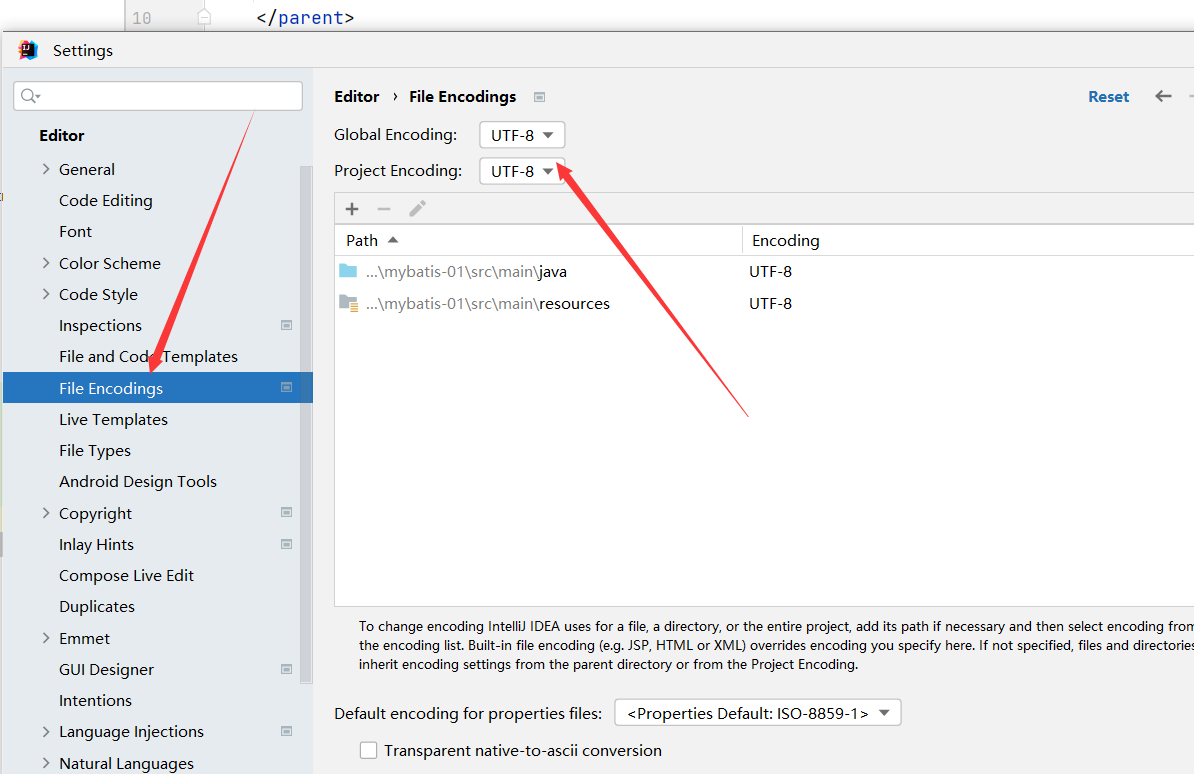 10 </parent>
Settings
Editor
General
Code Editing
Font
Color Scheme
Code Style
Inspections
File and Code Templates
File Encodings
Live Templates
File Types
Android Design Tools
Copyright
Inlay Hints
Compose Live Edit
Duplicates
Emmet
GUI Designer
Intentions
Language Injections
Natural Languages
Editor › File Encodings
Reset
Global Encoding: UTF-8
Project Encoding: UTF-8
Path Encoding
...\mybatis-01\src\main\java UTF-8
...\mybatis-01\src\main\resources UTF-8
To change encoding IntelliJ IDEA uses for a file, a directory, or the entire project, add its path if necessary and then select encoding from
the encoding list. Built-in file encoding (e.g. JSP, HTML or XML) overrides encoding you specify here. If not specified, files and directories
inherit encoding settings from the parent directory or from the Project Encoding.
Default encoding for properties files: <Properties Default: ISO-8859-1>
Transparent native-to-ascii conversion